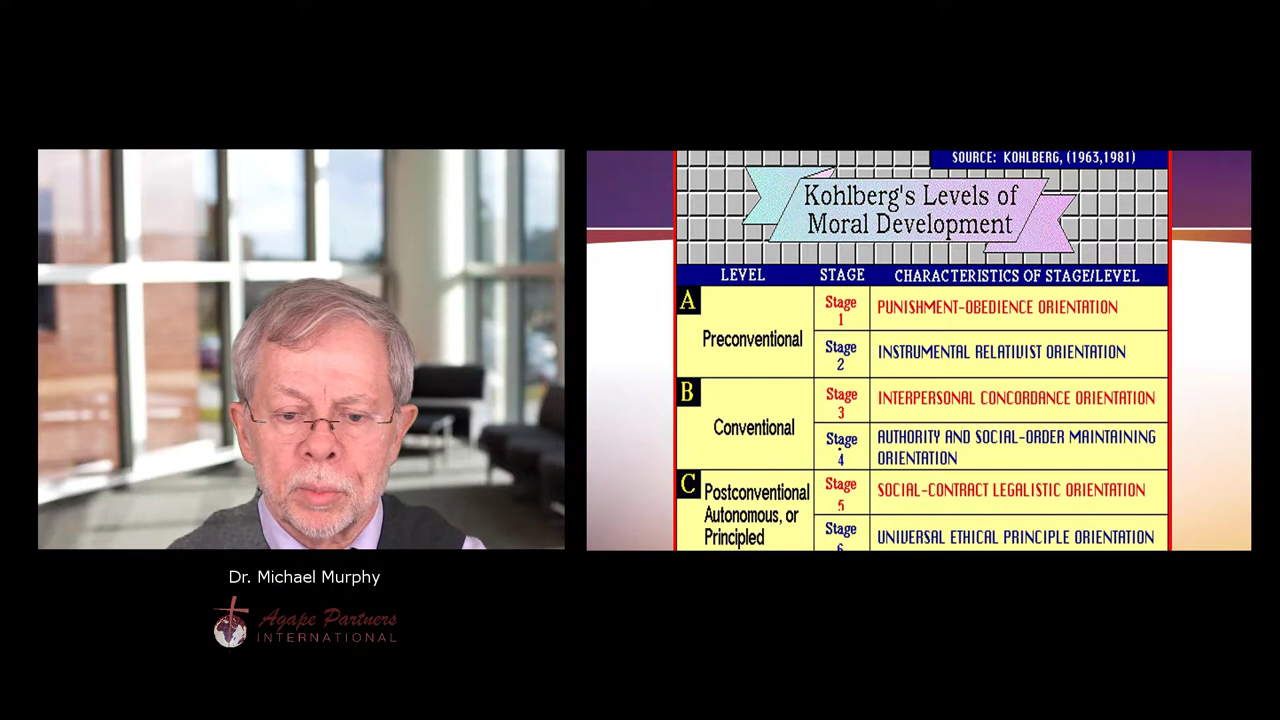 SOURCE: KOHLBERG, (1963,1981)
Kohlberg's Levels of
Moral Development
LEVEL STAGE CHARACTERISTICS OF STAGE/LEVEL
A
Preconventional
Stage
1
PUNISHMENT-OBEDIENCE ORIENTATION
Stage
2
INSTRUMENTAL RELATIVIST ORIENTATION
B
Conventional
Stage
3
INTERPERSONAL CONCORDANCE ORIENTATION
Stage
4
AUTHORITY AND SOCIAL-ORDER MAINTAINING
ORIENTATION
C
Postconventional
Autonomous, or
Principled
Stage
5
SOCIAL-CONTRACT LEGALISTIC ORIENTATION
Stage
6
UNIVERSAL ETHICAL PRINCIPLE ORIENTATION
Dr. Michael Murphy
Agape Partners
INTERNATIONAL